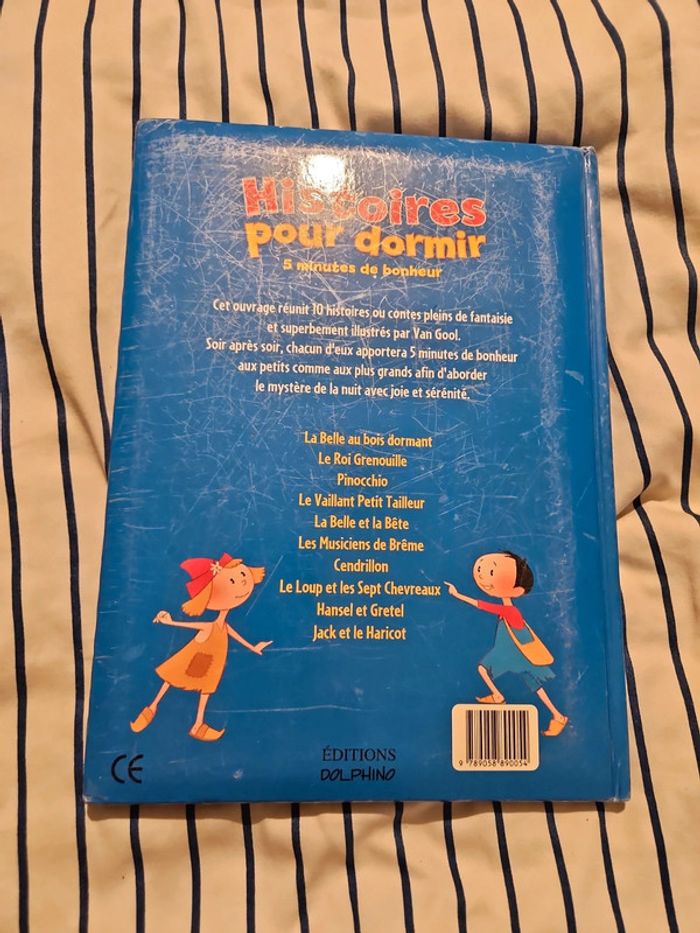 Histoires
pour dormir
5 minutes de bonheur
Cet ouvrage réunit 10 histoires ou contes pleins de fantaisie
et superbement illustrés par Van Gool.
Soir après soir, chacun d'eux apportera 5 minutes de bonheur
aux petits comme aux plus grands afin d'aborder
le mystère de la nuit avec joie et sérénité.
La Belle au bois dormant
Le Roi Grenouille
Pinocchio
Le Vaillant Petit Tailleur
La Belle et la Bête
Les Musiciens de Brême
Cendrillon
Le Loup et les Sept Chevreaux
Hansel et Gretel
Jack et le Haricot
CE
ÉDITIONS
DOLPHINO
9 789058 890054